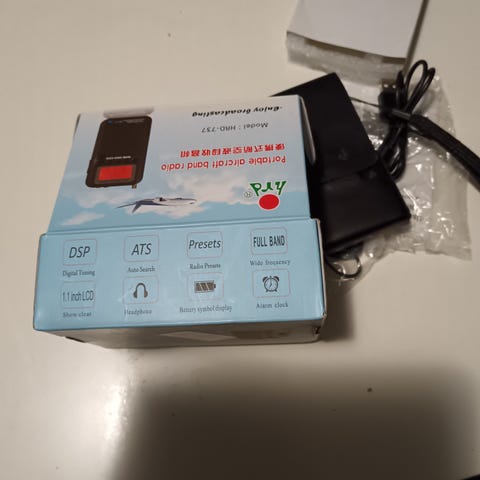 hrd
R
Portable aircraft band radio
便携式航空波段收音机
Model : HRD-737
-Enjoy broadcasting
DSP
Digital Tuning
ATS
Auto Search
Presets
Radio Presets
FULL BAND
Wide frequency
1.1 inch LCD
Show clear
Headphone
Battery symbol display
Alarm clock